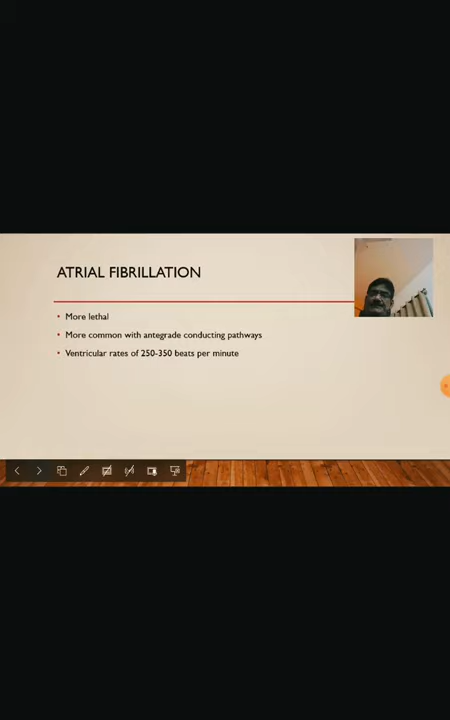 ATRIAL FIBRILLATION
• More lethal
• More common with antegrade conducting pathways
• Ventricular rates of 250-350 beats per minute